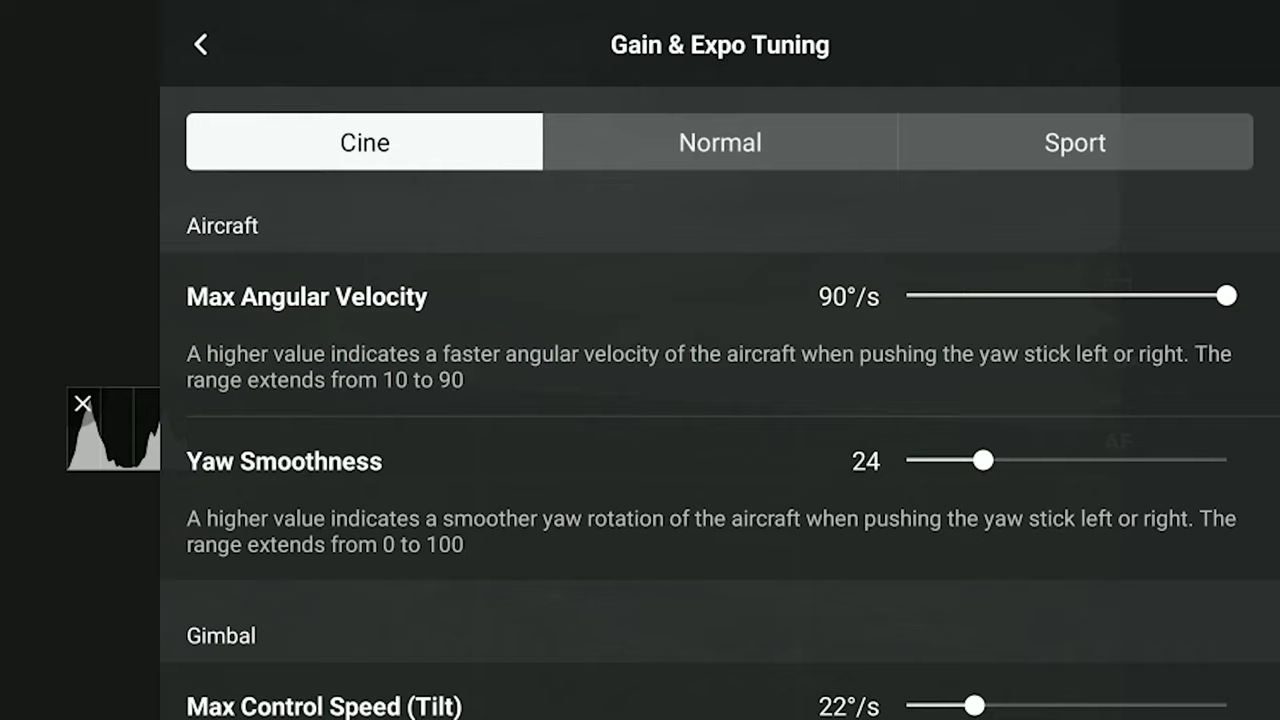 Gain & Expo Tuning
Cine
Normal
Sport
Aircraft
Max Angular Velocity
90°/s
A higher value indicates a faster angular velocity of the aircraft when pushing the yaw stick left or right. The
range extends from 10 to 90
AF
Yaw Smoothness
24
A higher value indicates a smoother yaw rotation of the aircraft when pushing the yaw stick left or right. The
range extends from 0 to 100
Gimbal
Max Control Speed (Tilt)
22°/s